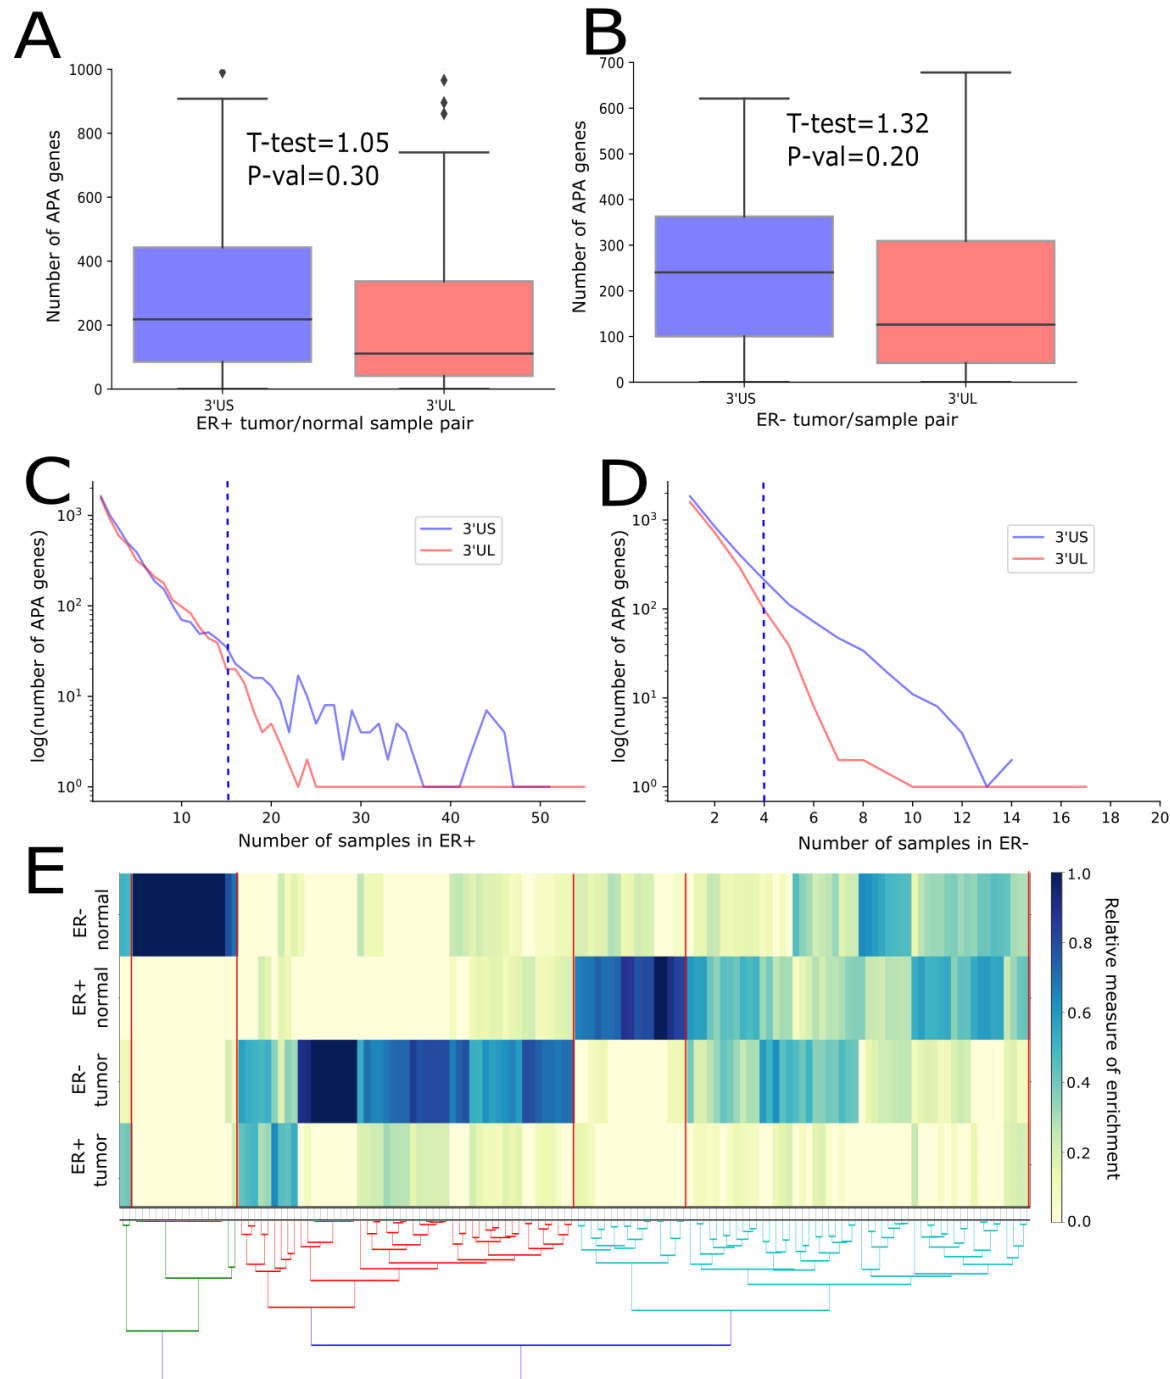 A
1000
800
600
400
200
0
Number of APA genes
T-test=1.05
P-val=0.30
3'US
3'UL
ER+ tumor/normal sample pair
B
700
600
500
400
300
200
100
0
Number of APA genes
T-test=1.32
P-val=0.20
3'US
3'UL
ER- tumor/sample pair
C
10³
10²
10¹
10⁰
log(number of APA genes)
3'US
3'UL
10
20
30
40
50
Number of samples in ER+
D
10³
10²
10¹
10⁰
log(number of APA genes)
3'US
3'UL
2
4
6
8
10
12
14
16
18
20
Number of samples in ER-
E
ER-
normal
ER+
normal
ER-
tumor
ER+
tumor
1.0
0.8
0.6
0.4
0.2
0.0
Relative measure of enrichment